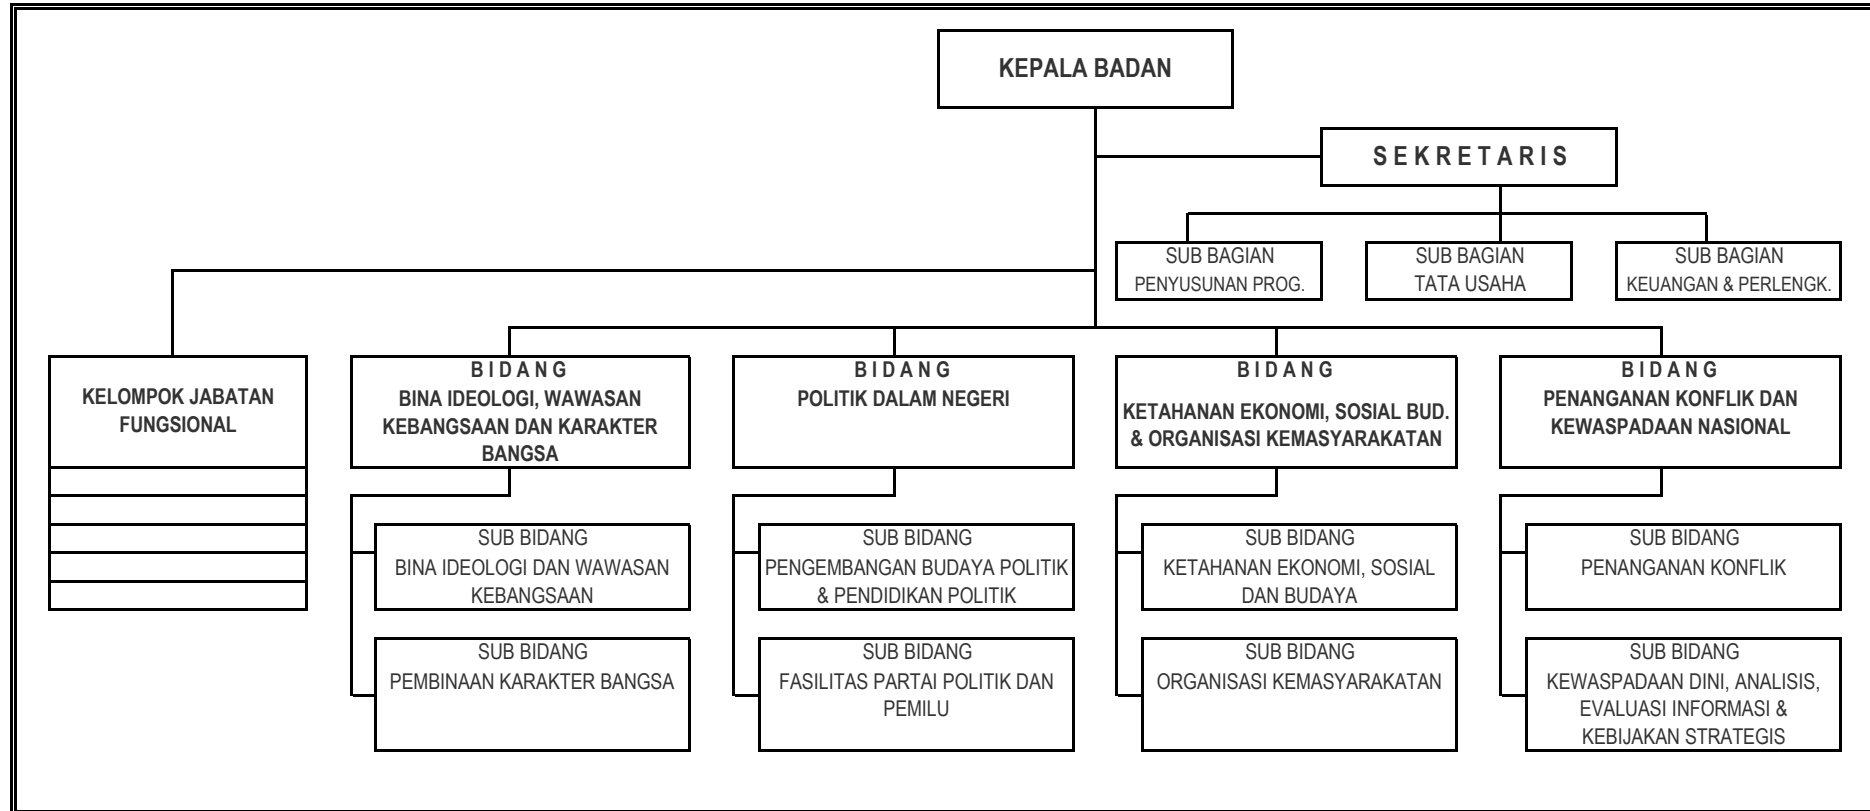 KEPALA BADAN
S E K R E T A R I S
SUB BAGIAN
PENYUSUNAN PROG.
SUB BAGIAN
TATA USAHA
SUB BAGIAN
KEUANGAN & PERLENGK.
KELOMPOK JABATAN
FUNGSIONAL
B I D A N G
BINA IDEOLOGI, WAWASAN
KEBANGSAAN DAN KARAKTER
BANGSA
B I D A N G
POLITIK DALAM NEGERI
B I D A N G
KETAHANAN EKONOMI, SOSIAL BUD.
& ORGANISASI KEMASYARAKATAN
B I D A N G
PENANGANAN KONFLIK DAN
KEWASPADAAN NASIONAL
SUB BIDANG
BINA IDEOLOGI DAN WAWASAN
KEBANGSAAN
SUB BIDANG
PENGEMBANGAN BUDAYA POLITIK
& PENDIDIKAN POLITIK
SUB BIDANG
KETAHANAN EKONOMI, SOSIAL
DAN BUDAYA
SUB BIDANG
PENANGANAN KONFLIK
SUB BIDANG
PEMBINAAN KARAKTER BANGSA
SUB BIDANG
FASILITAS PARTAI POLITIK DAN
PEMILU
SUB BIDANG
ORGANISASI KEMASYARAKATAN
SUB BIDANG
KEWASPADAAN DINI, ANALISIS,
EVALUASI INFORMASI &
KEBIJAKAN STRATEGIS